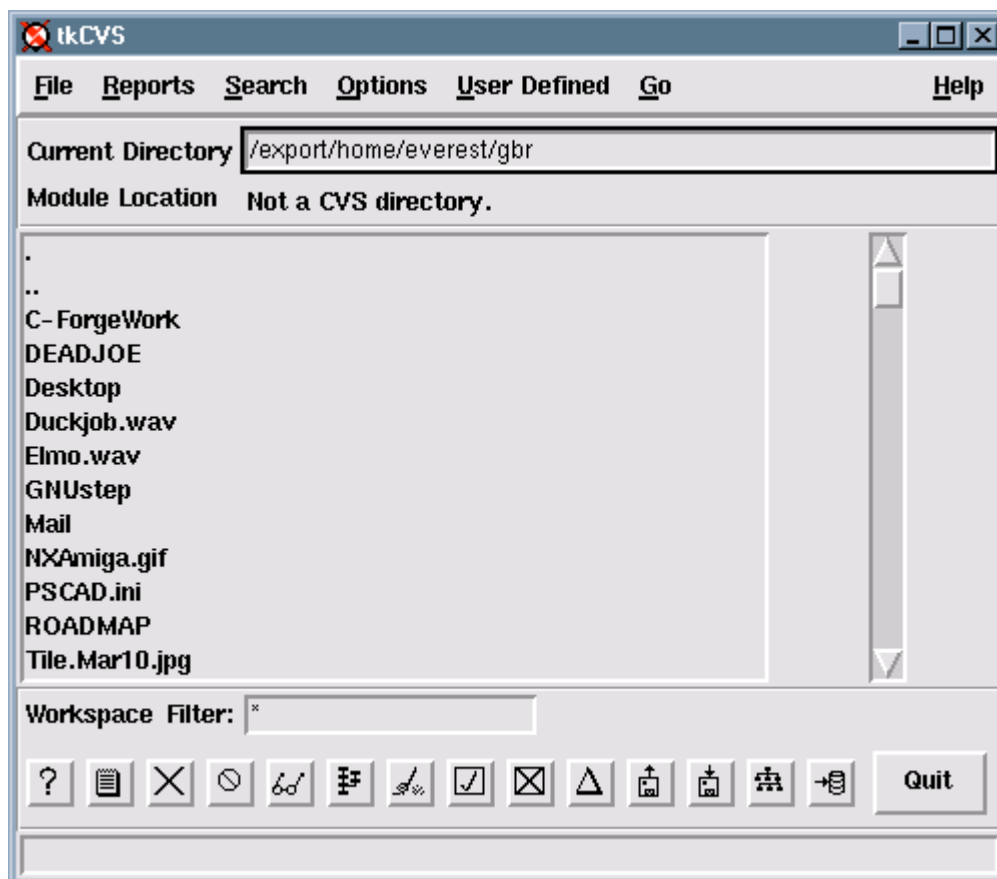 tkCVS
File Reports Search Options User Defined Go Help
Current Directory /export/home/everest/gbr
Module Location Not a CVS directory.
.
..
C-ForgeWork
DEADJOE
Desktop
Duckjob.wav
Elmo.wav
GNUstep
Mail
NXAmiga.gif
PSCAD.ini
ROADMAP
Tile.Mar10.jpg
Workspace Filter: *
? Quit